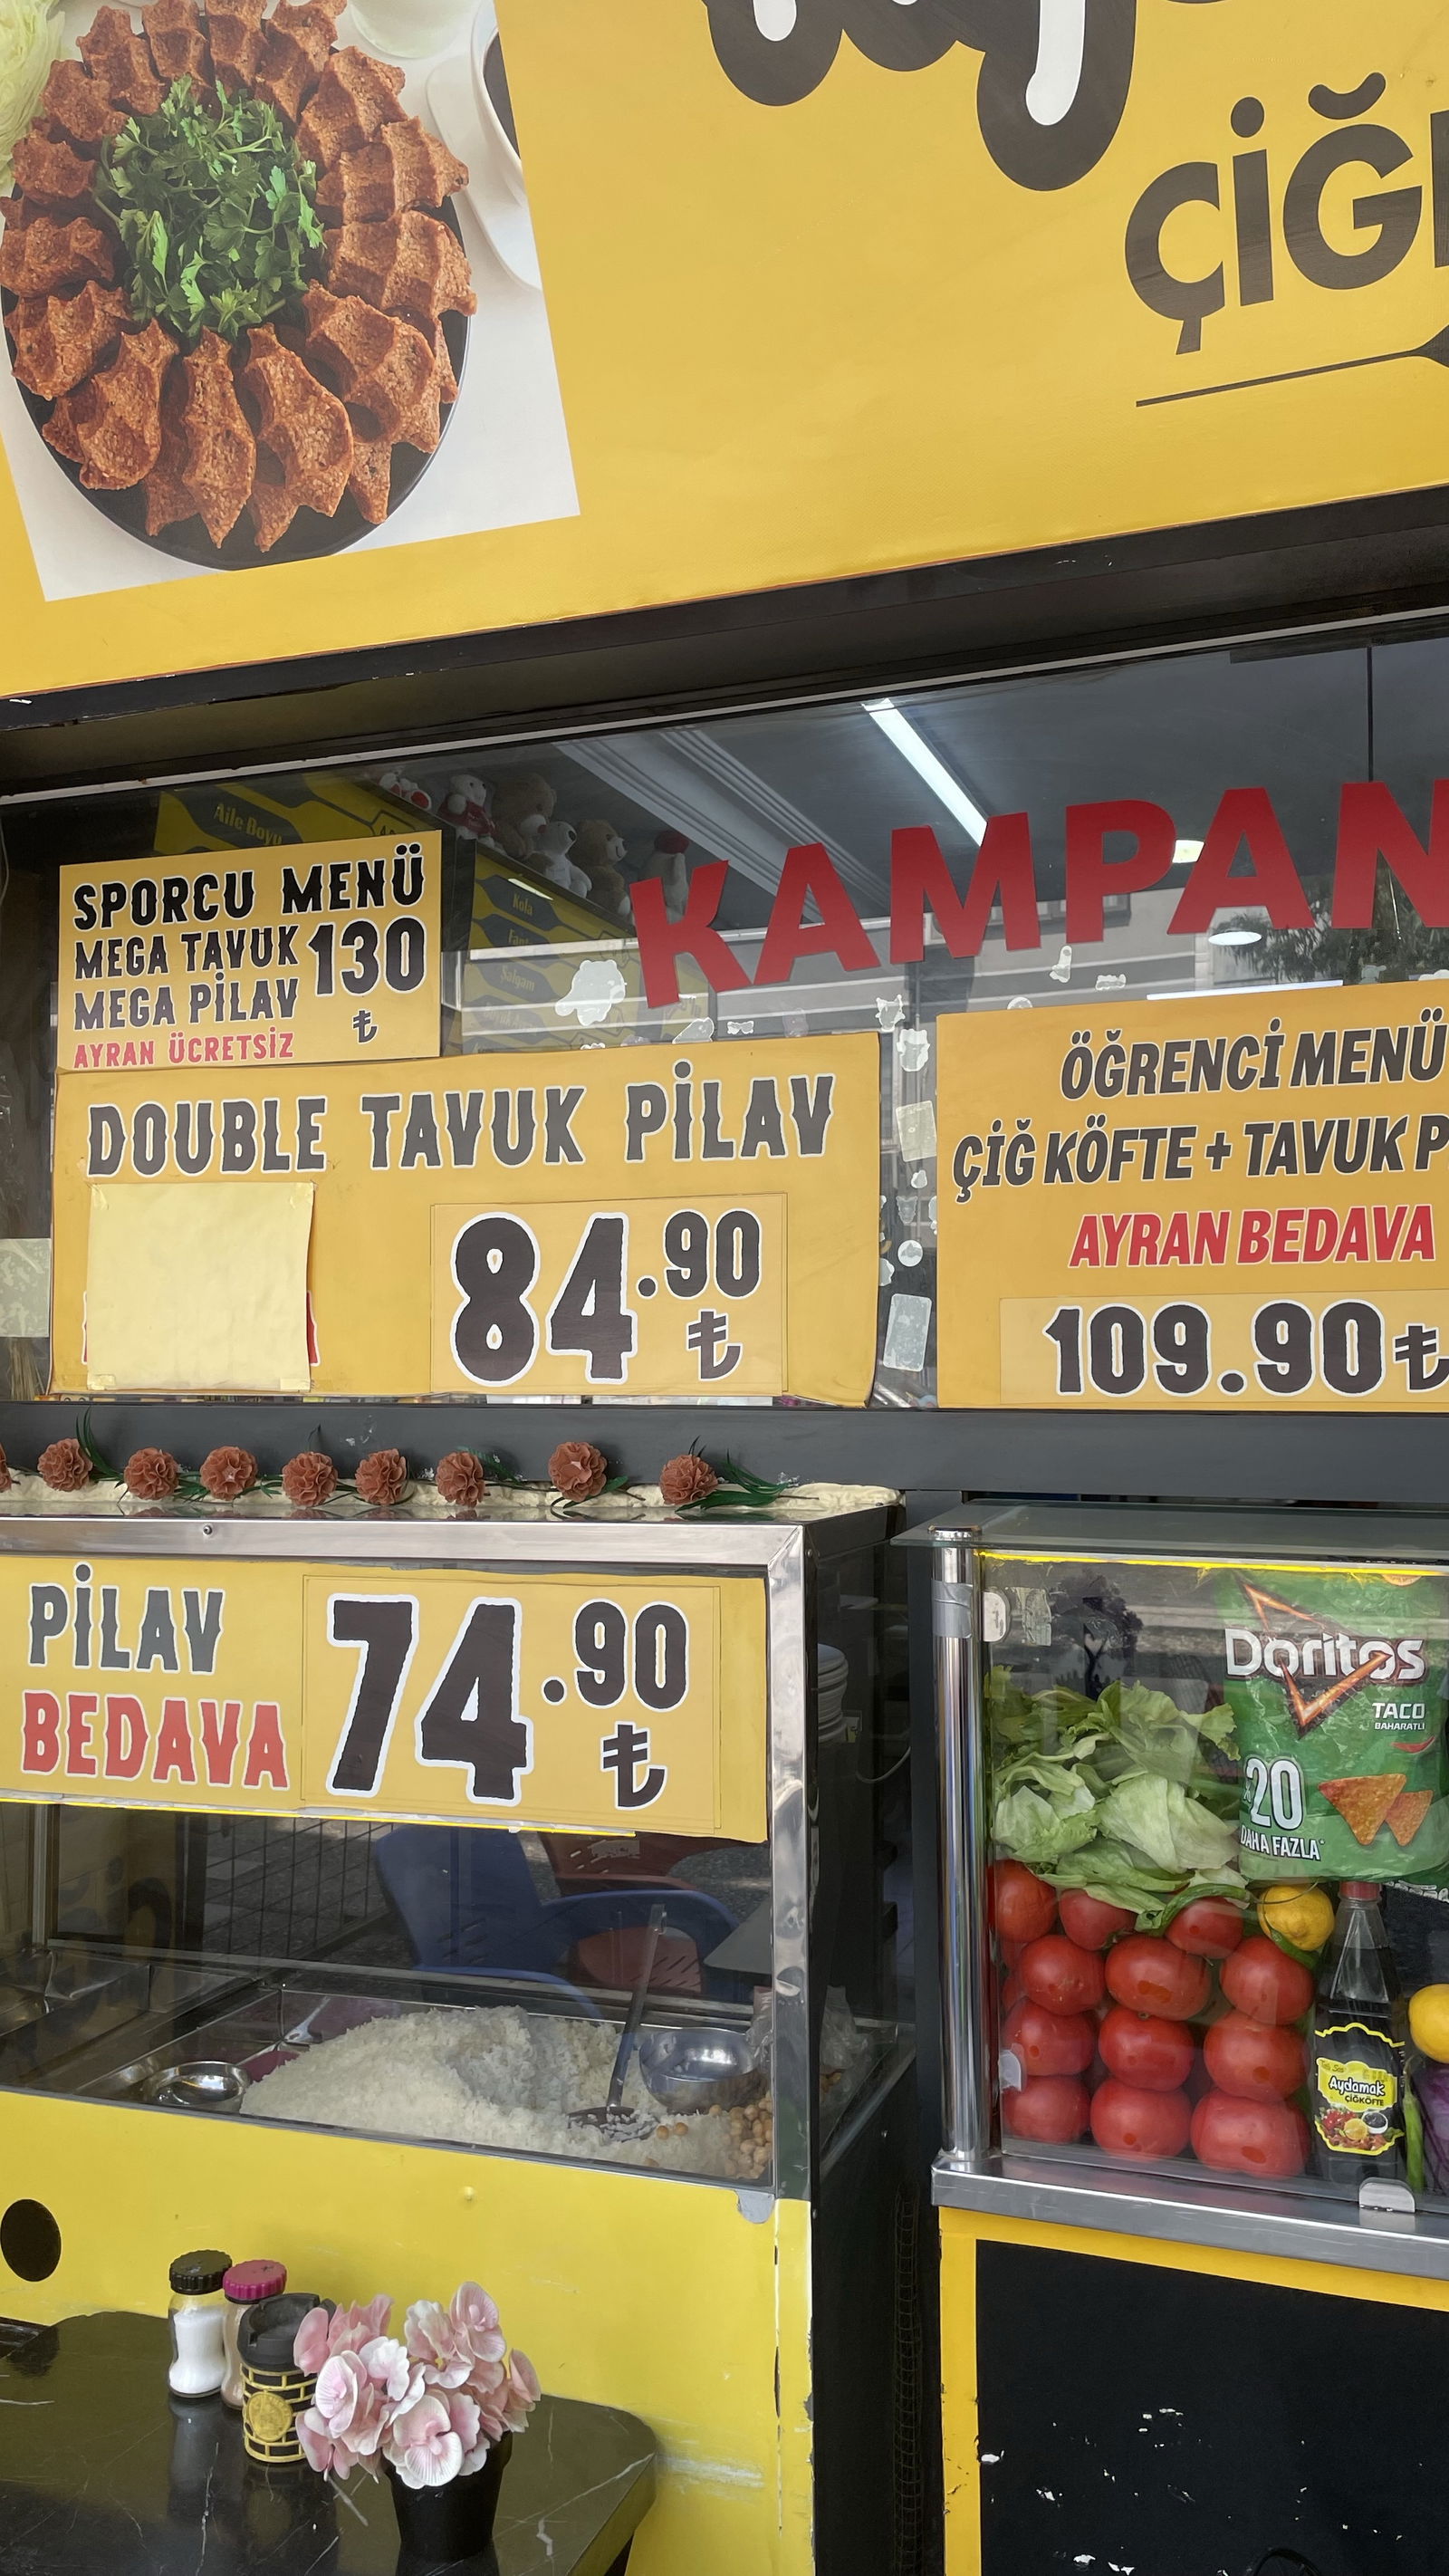 ÇİĞ
Aile Boyu
Kola
Şalgam
KAMPAN
SPORCU MENÜ
MEGA TAVUK
MEGA PİLAV
130
₺
AYRAN ÜCRETSİZ
DOUBLE TAVUK PİLAV
84.90
₺
ÖĞRENCİ MENÜ
ÇİĞ KÖFTE + TAVUK P
AYRAN BEDAVA
109.90₺
PİLAV
BEDAVA
74.90
₺
Doritos
TACO
BAHARATLI
%20
DAHA FAZLA*
Aydamak
ÇİĞKÖFTE